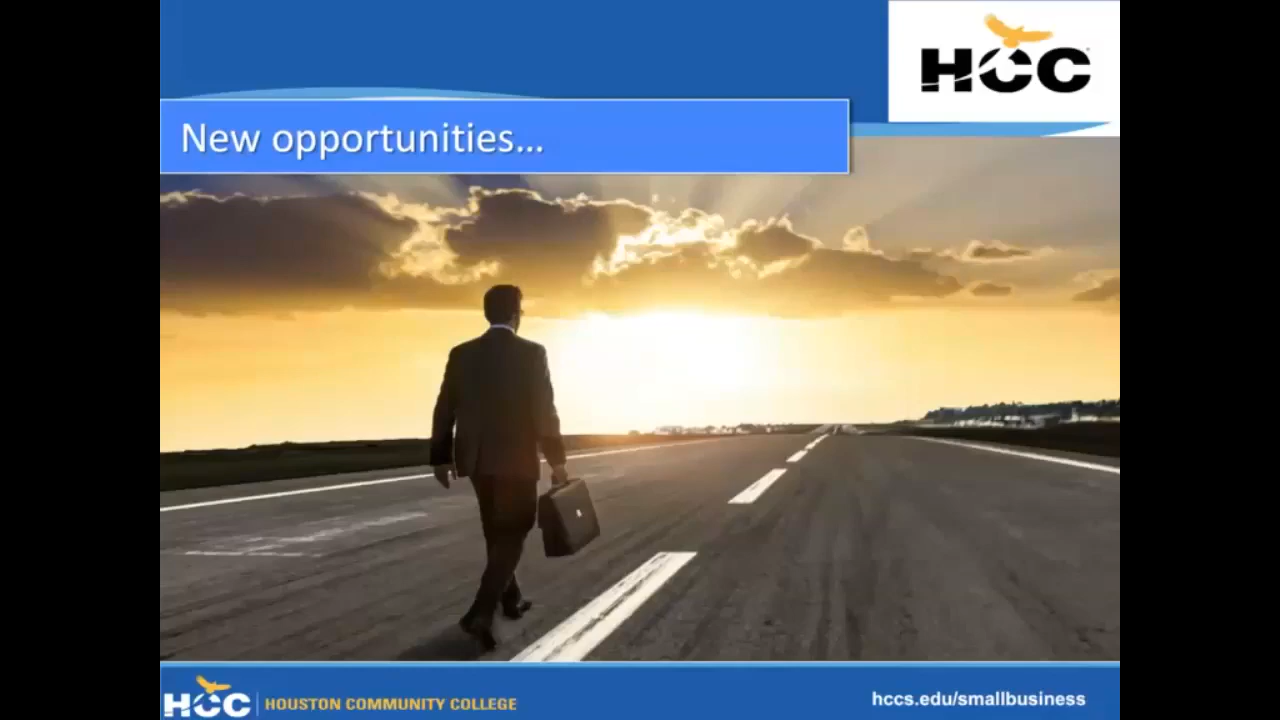 HCC
New opportunities...
HCC | HOUSTON COMMUNITY COLLEGE
hccs.edu/smallbusiness